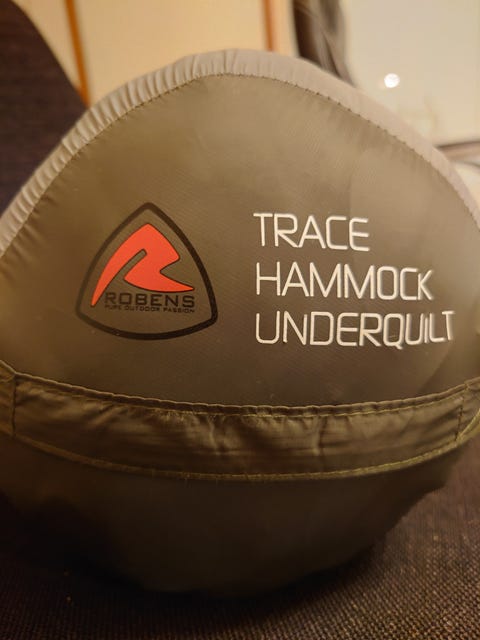 ROBENS
PURE OUTDOOR PASSION
TRACE
HAMMOCK
UNDERQUILT